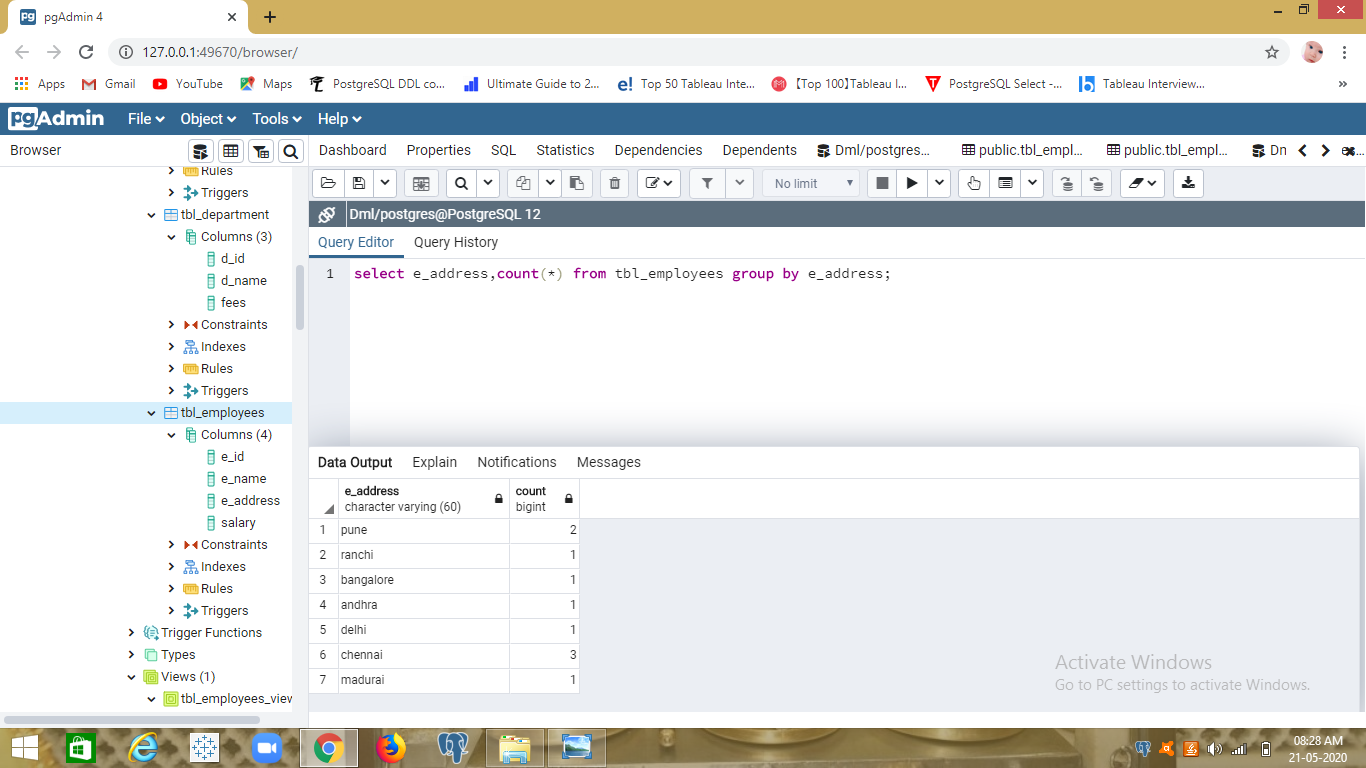 pgAdmin 4
127.0.0.1:49670/browser/
Apps Gmail YouTube Maps PostgreSQL DDL co... Ultimate Guide to 2... Top 50 Tableau Inte... 【Top 100】Tableau I... PostgreSQL Select -... Tableau Interview... »
pgAdmin File Object Tools Help
Browser
Dashboard Properties SQL Statistics Dependencies Dependents Dml/postgres... public.tbl_empl... public.tbl_empl... Dn
Rules
Triggers
tbl_department
Columns (3)
d_id
d_name
fees
Constraints
Indexes
Rules
Triggers
tbl_employees
Columns (4)
e_id
e_name
e_address
salary
Constraints
Indexes
Rules
Triggers
Trigger Functions
Types
Views (1)
tbl_employees_view
No limit
Dml/postgres@PostgreSQL 12
Query Editor Query History
1 select e_address,count(*) from tbl_employees group by e_address;
Data Output Explain Notifications Messages
e_address count
character varying (60) bigint
1 pune 2
2 ranchi 1
3 bangalore 1
4 andhra 1
5 delhi 1
6 chennai 3
7 madurai 1
Activate Windows
Go to PC settings to activate Windows.
08:28 AM
21-05-2020